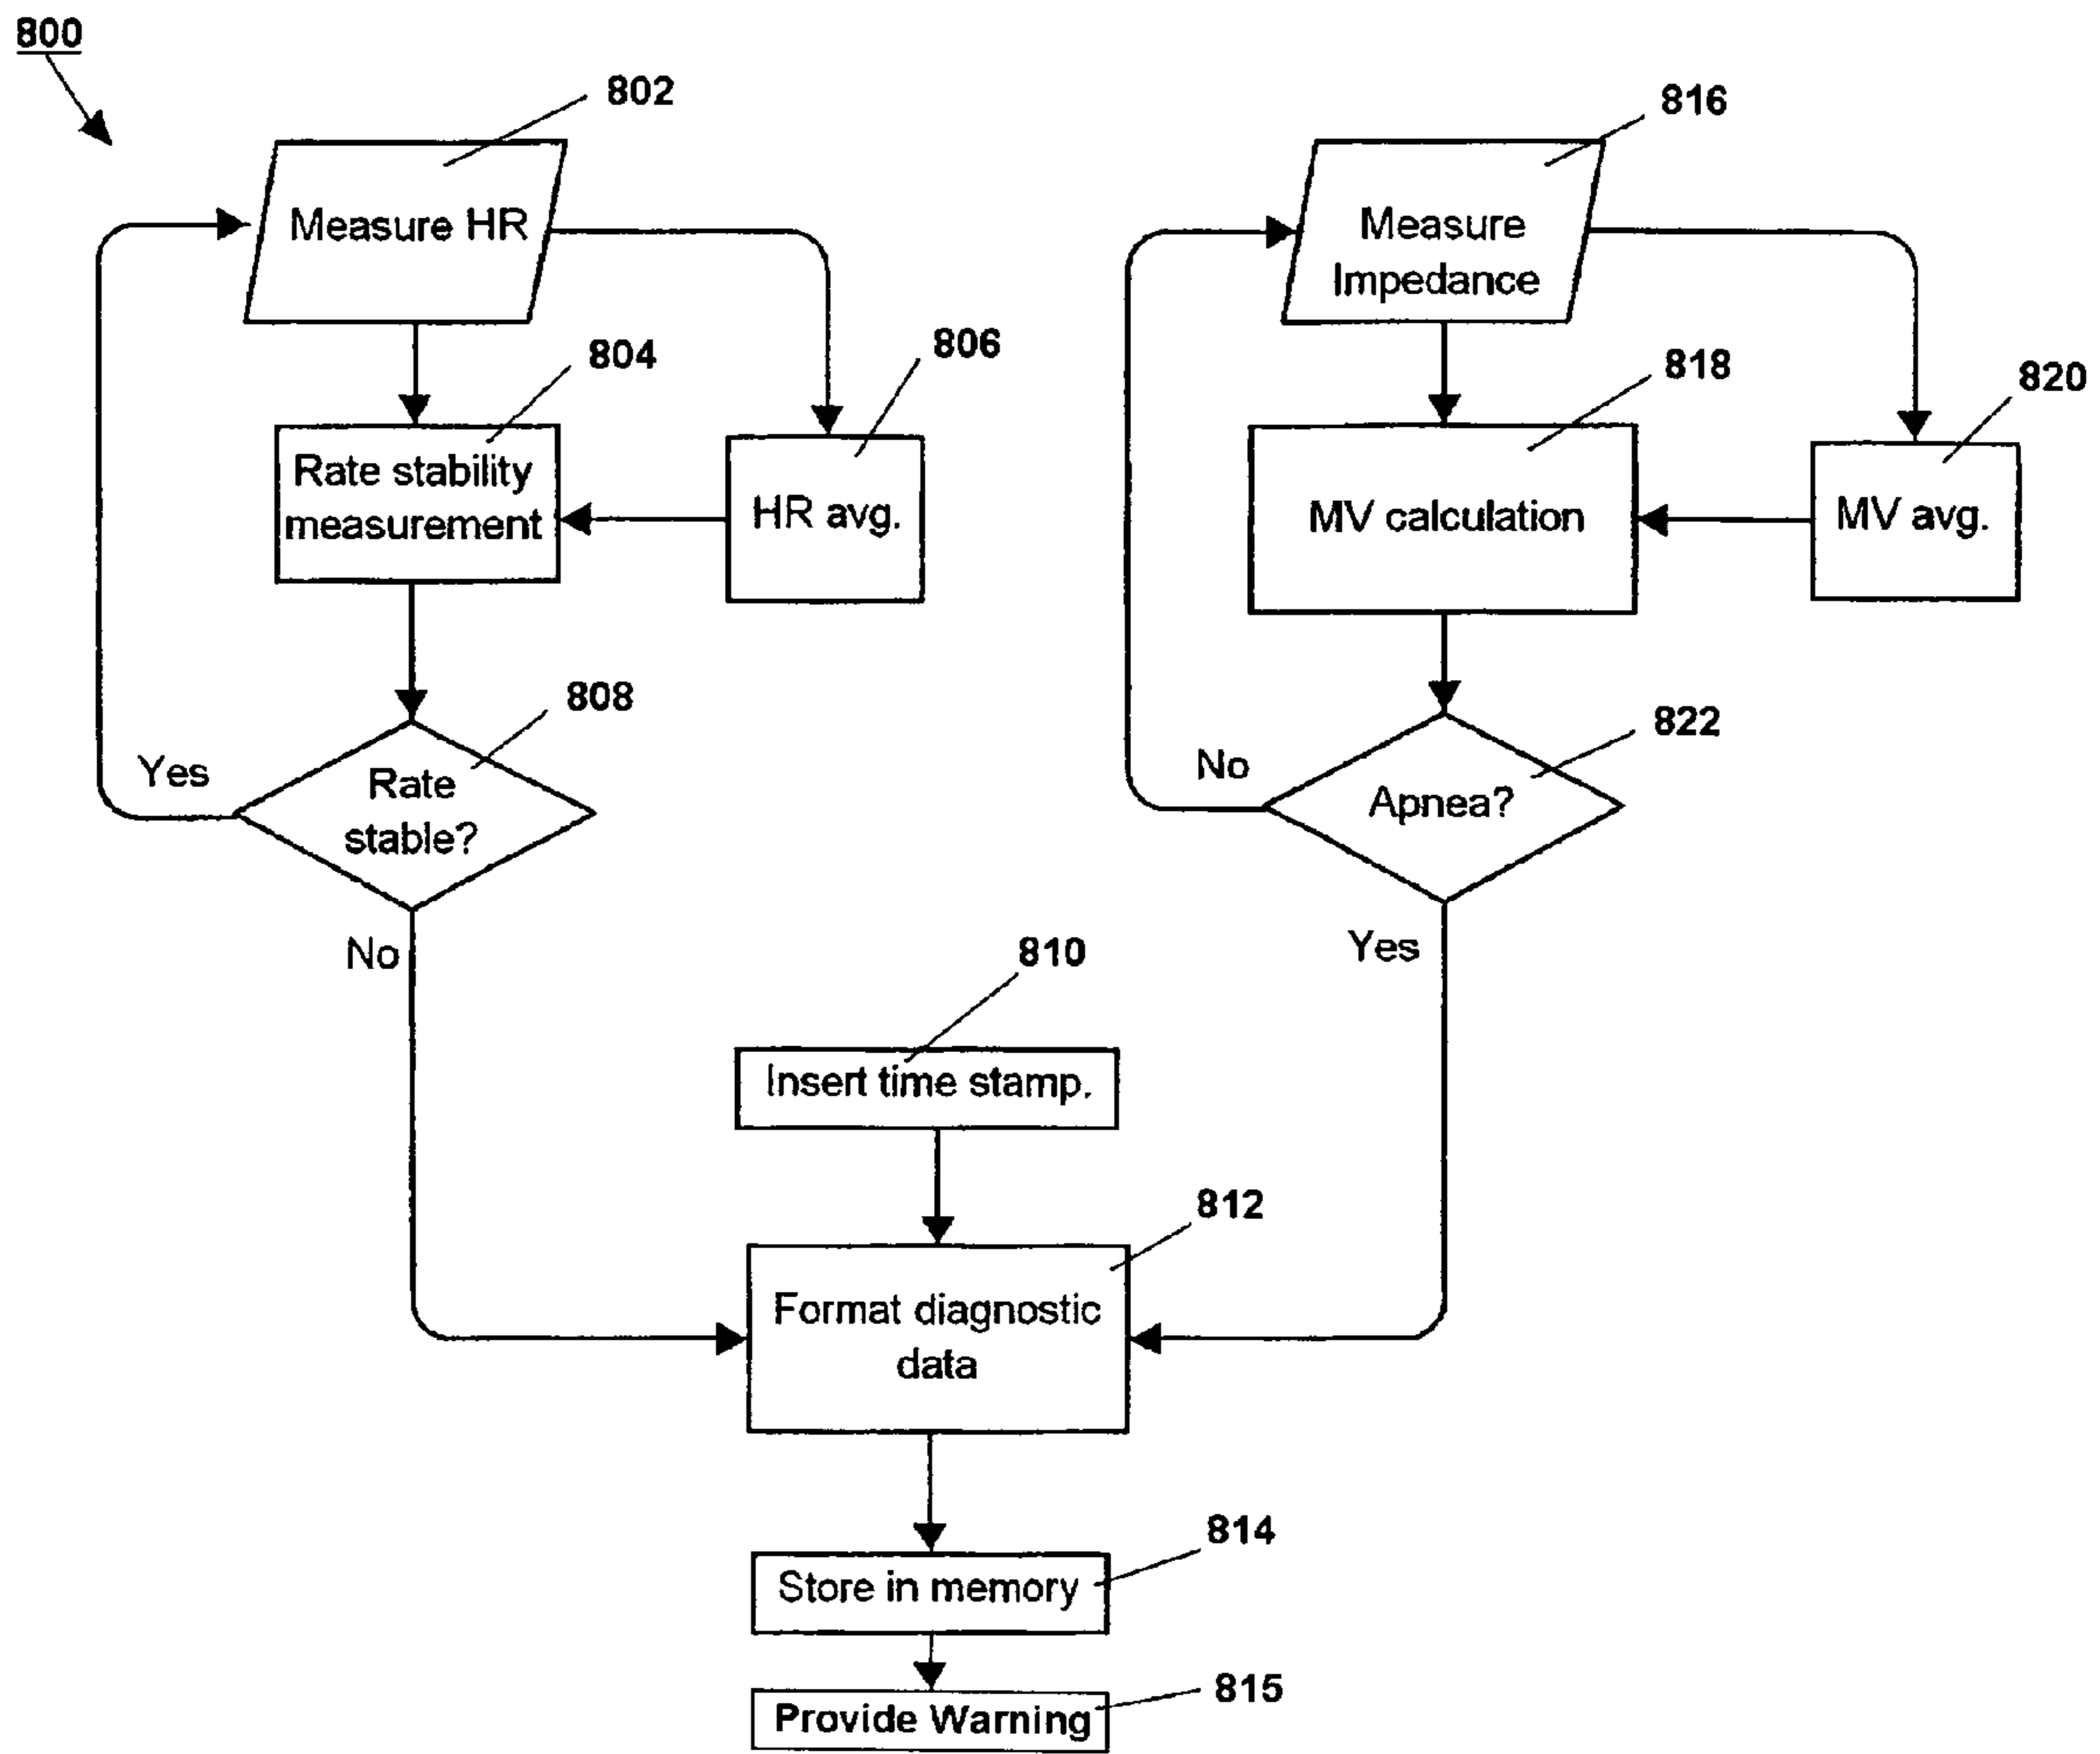 800
802
816
Measure HR
Measure
Impedance
804
806
818
820
Rate stability
measurement
HR avg.
MV calculation
MV avg.
808
822
Yes
Rate
stable?
No
Apnea?
No
Yes
810
Insert time stamp.
812
Format diagnostic
data
814
Store in memory
815
Provide Warning